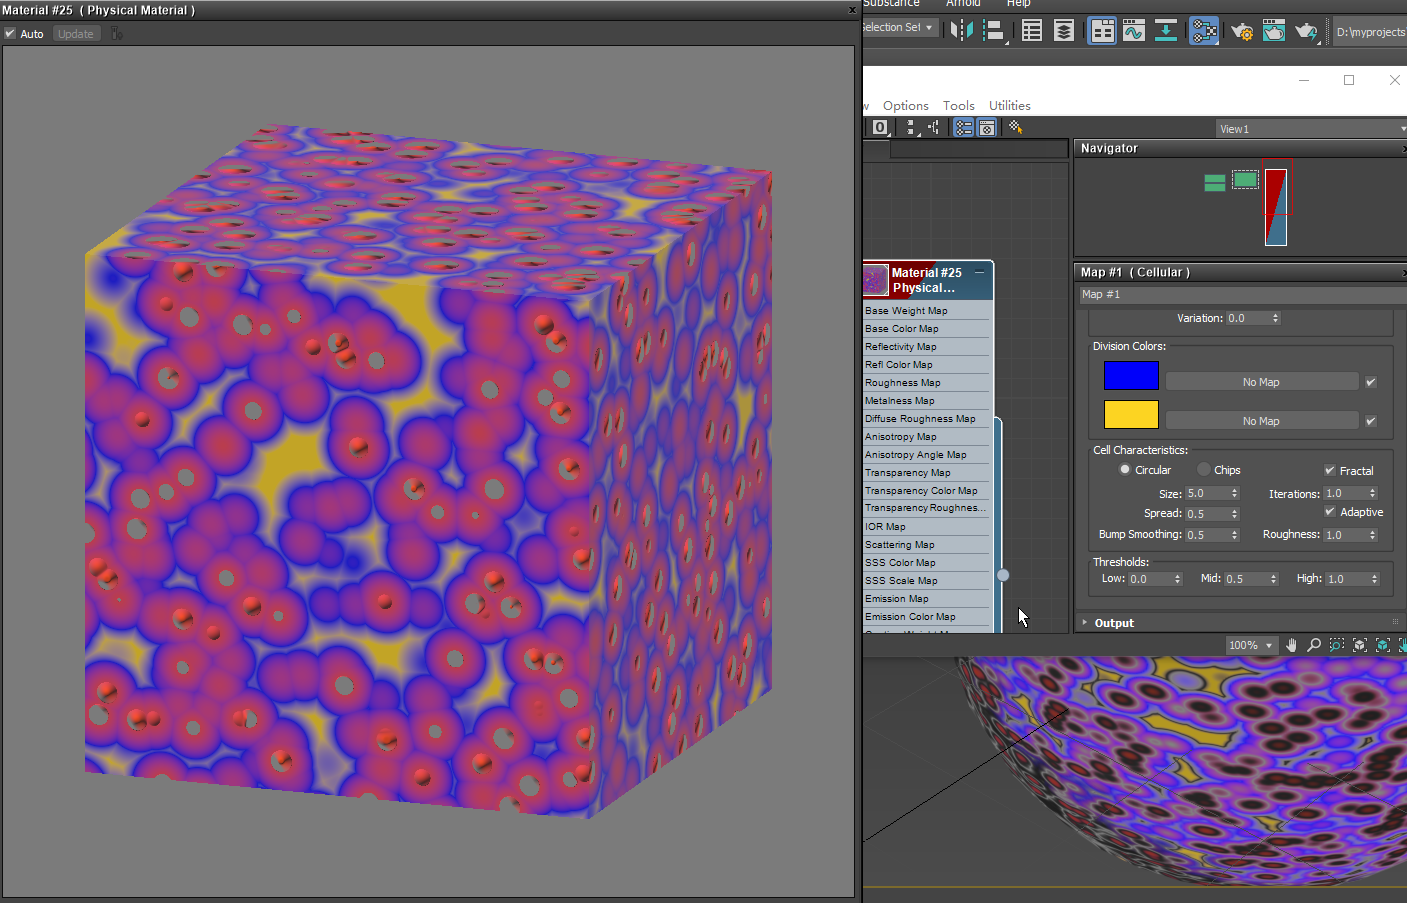 Material #25 ( Physical Material )
Auto
Update
Substance
Arnold
Help
Selection Set
D:\myprojects
Options
Tools
Utilities
0
View1
Navigator
Material #25
Physical...
Base Weight Map
Base Color Map
Reflectivity Map
Refl Color Map
Roughness Map
Metalness Map
Diffuse Roughness Map
Anisotropy Map
Anisotropy Angle Map
Transparency Map
Transparency Color Map
Transparency Roughnes...
IOR Map
Scattering Map
SSS Color Map
SSS Scale Map
Emission Map
Emission Color Map
Map #1 ( Cellular )
Map #1
Variation: 0.0
Division Colors:
No Map
No Map
Cell Characteristics:
Circular
Chips
Fractal
Size: 5.0
Iterations: 1.0
Spread: 0.5
Adaptive
Bump Smoothing: 0.5
Roughness: 1.0
Thresholds:
Low: 0.0
Mid: 0.5
High: 1.0
Output
100%